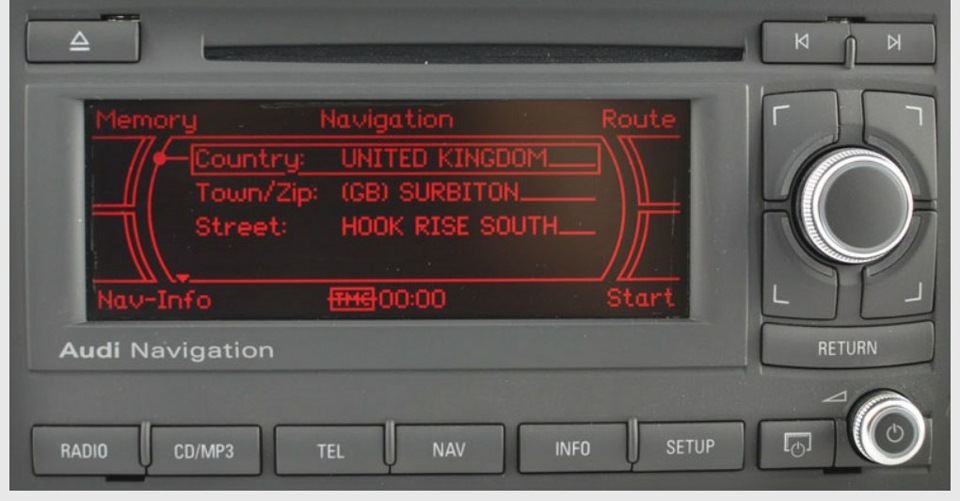 Memory Navigation Route
Country: UNITED KINGDOM
Town/Zip: (GB) SURBITON
Street: HOOK RISE SOUTH
Nav-Info TMC 00:00 Start
Audi Navigation
RETURN
RADIO CD/MP3 TEL NAV INFO SETUP